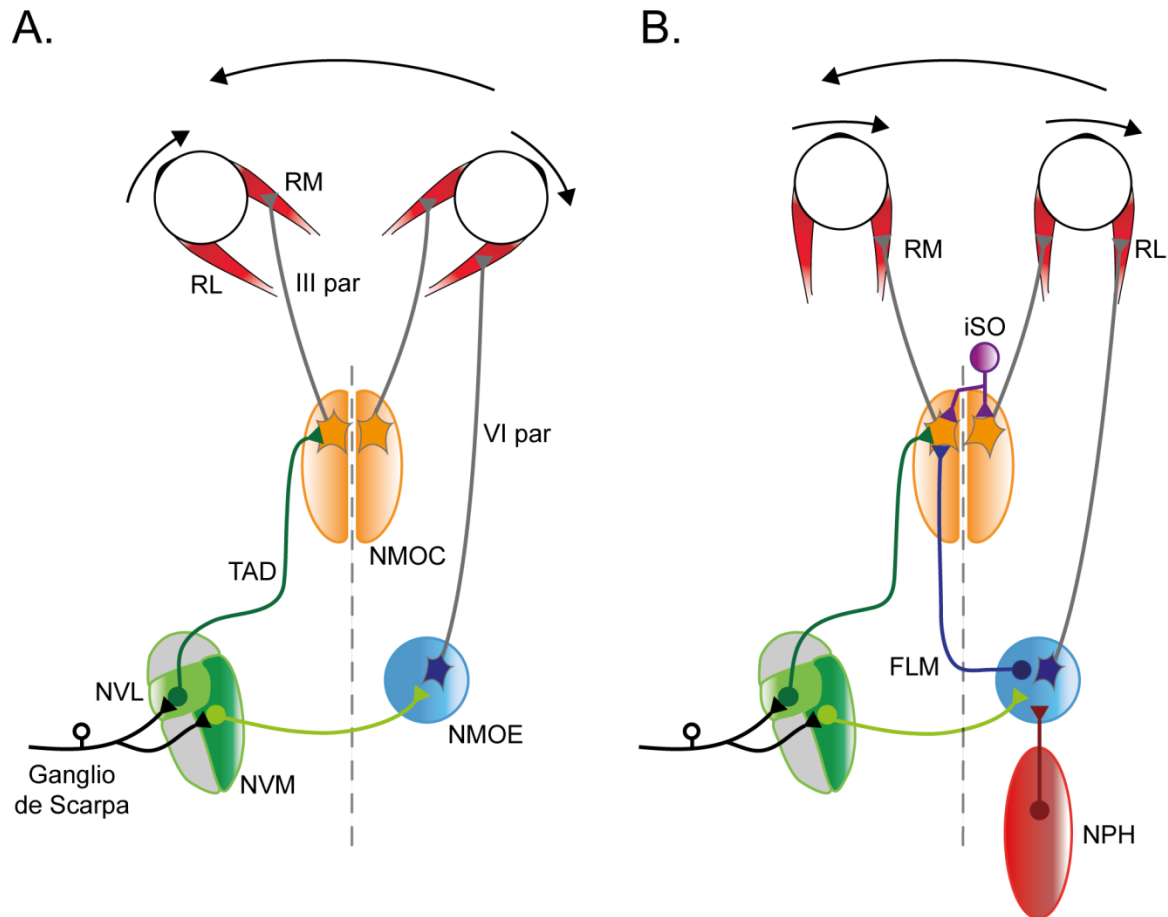 A.
RM
RL
III par
VI par
NMOC
TAD
NVL
NMOE
Ganglio
de Scarpa
NVM
B.
RM
RL
iSO
FLM
NPH